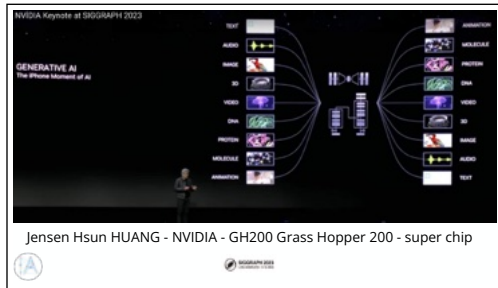 NVIDIA Keynote at SIGGRAPH 2023
GENERATIVE AI
The iPhone Moment of AI
TEXT
AUDIO
IMAGE
3D
VIDEO
DNA
PROTEIN
MOLECULE
ANIMATION
ANIMATION
MOLECULE
PROTEIN
DNA
VIDEO
3D
IMAGE
AUDIO
TEXT
Jensen Hsun HUANG - NVIDIA - GH200 Grass Hopper 200 - super chip
SIGGRAPH 2023